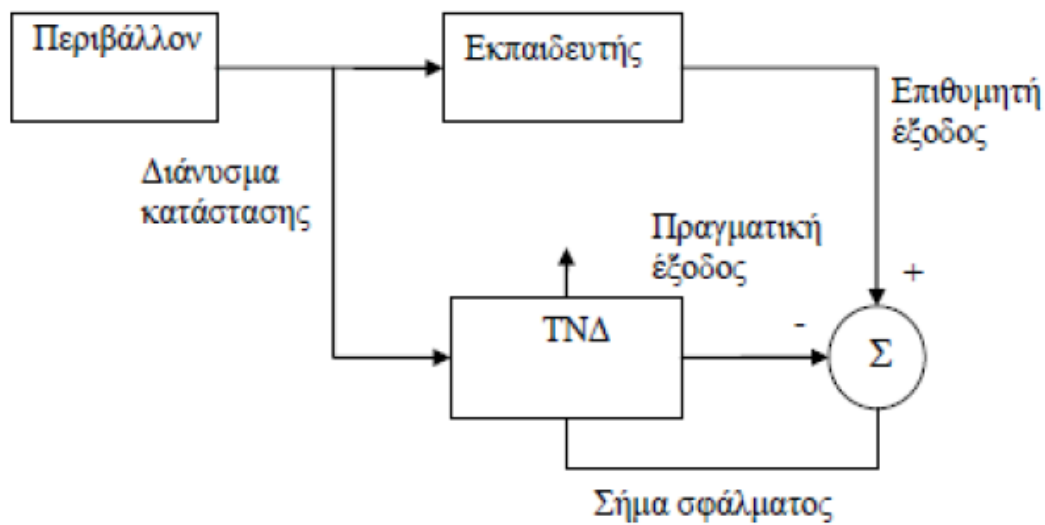 Περιβάλλον
Εκπαιδευτής
Επιθυμητή
έξοδος
Διάνυσμα
κατάστασης
Πραγματική
έξοδος
+
ΤΝΔ
-
Σ
Σήμα σφάλματος